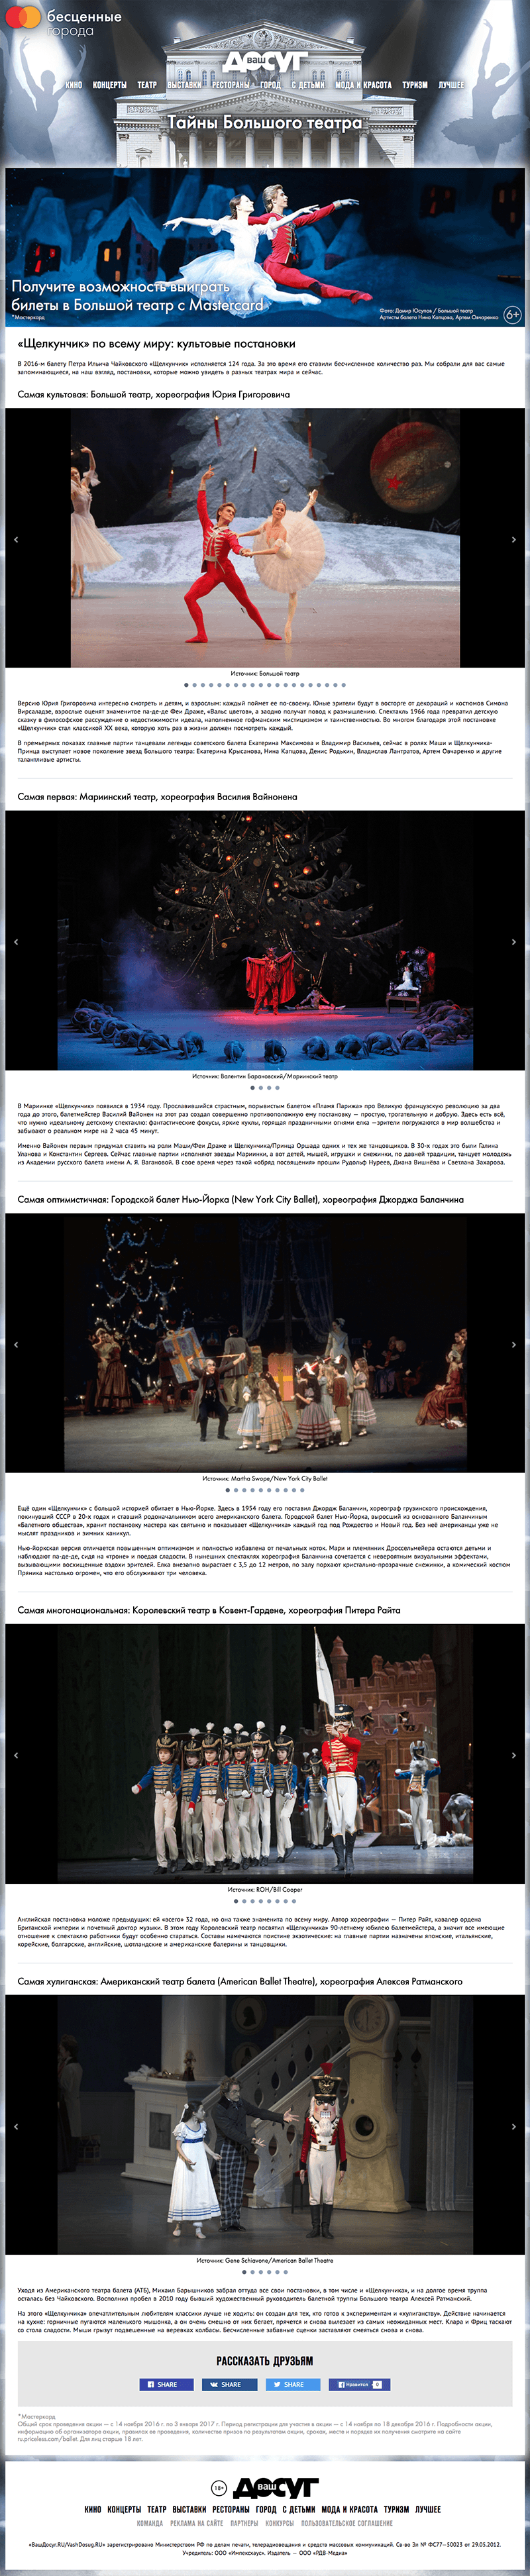 бесценные
города
ваш
ДОСУГ
КИНО КОНЦЕРТЫ ТЕАТР ВЫСТАВКИ РЕСТОРАНЫ ГОРОД С ДЕТЬМИ МОДА И КРАСОТА ТУРИЗМ ЛУЧШЕЕ
Тайны Большого театра
Получите возможность выиграть
билеты в Большой театр с Mastercard
*Мастеркард
Фото: Дамир Юсупов / Большой театр
Артисты балета Нина Капцова, Артем Овчаренко
6+
«Щелкунчик» по всему миру: культовые постановки
В 2016-м балету Петра Ильича Чайковского «Щелкунчик» исполняется 124 года. За это время его ставили бесчисленное количество раз. Мы собрали для вас самые
запоминающиеся, на наш взгляд, постановки, которые можно увидеть в разных театрах мира и сейчас.
Самая культовая: Большой театр, хореография Юрия Григоровича
Источник: Большой театр
Версию Юрия Григоровича интересно смотреть и детям, и взрослым: каждый поймет ее по-своему. Юные зрители будут в восторге от декораций и костюмов Симона
Вирсаладзе, взрослые оценят знаменитое па-де-де Феи Драже, «Вальс цветов», а заодно получат повод к размышлению. Спектакль 1966 года превратил детскую
сказку в философское рассуждение о недостижимости идеала, наполненное гофманским мистицизмом и таинственностью. Во многом благодаря этой постановке
«Щелкунчик» стал классикой XX века, которую хоть раз в жизни должен посмотреть каждый.
В премьерных показах главные партии танцевали легенды советского балета Екатерина Максимова и Владимир Васильев, сейчас в ролях Маши и Щелкунчика-
Принца выступает новое поколение звезд Большого театра: Екатерина Крысанова, Нина Капцова, Денис Родькин, Владислав Лантратов, Артем Овчаренко и другие
талантливые артисты.
Самая первая: Мариинский театр, хореография Василия Вайнонена
Источник: Валентин Барановский/Мариинский театр
В Мариинке «Щелкунчик» появился в 1934 году. Прославившийся страстным, порывистым балетом «Пламя Парижа» про Великую французскую революцию за два
года до этого, балетмейстер Василий Вайнонен на этот раз создал совершенно противоположную ему постановку — простую, трогательную и добрую. Здесь есть всё,
что нужно идеальному детскому спектаклю: фантастические фокусы, яркие куклы, горящая праздничными огнями елка —зрители погружаются в мир волшебства и
забывают о реальном мире на 2 часа 45 минут.
Именно Вайонен первым придумал ставить на роли Маши/Феи Драже и Щелкунчика/Принца Оршада одних и тех же танцовщиков. В 30-х годах это были Галина
Уланова и Константин Сергеев. Сейчас главные партии исполняют звезды Мариинки, а вот детей, мышей, игрушки и снежинки, по давней традиции, танцует молодежь
из Академии русского балета имени А. Я. Вагановой. В свое время через такой «обряд посвящения» прошли Рудольф Нуреев, Диана Вишнёва и Светлана Захарова.
Самая оптимистичная: Городской балет Нью-Йорка (New York City Ballet), хореография Джорджа Баланчина
Источник: Martha Swope/New York City Ballet
Ещё один «Щелкунчик» с большой историей обитает в Нью-Йорке. Здесь в 1954 году его поставил Джордж Баланчин, хореограф грузинского происхождения,
покинувший СССР в 20-х годах и ставший родоначальником всего американского балета. Городской балет Нью-Йорка, выросший из основанного Баланчиным
«Балетного общества», хранит постановку мастера как святыню и показывает «Щелкунчика» каждый год под Рождество и Новый год. Без неё американцы уже не
мыслят праздников и зимних каникул.
Нью-йоркская версия отличается повышенным оптимизмом и полностью избавлена от печальных ноток. Мари и племянник Дроссельмейера остаются детьми и
наблюдают па-де-де, сидя на «троне» и поедая сладости. В нынешних спектаклях хореография Баланчина сочетается с невероятным визуальными эффектами,
вызывающими восхищенные вздохи зрителей. Елка внезапно вырастает с 3,5 до 12 метров, по залу порхают кристально-прозрачные снежинки, а комический костюм
Пряника настолько огромен, что его обслуживают три человека.
Самая многонациональная: Королевский театр в Ковент-Гардене, хореография Питера Райта
Источник: ROH/Bill Cooper
Английская постановка моложе предыдущих: ей «всего» 32 года, но она также знаменита по всему миру. Автор хореографии — Питер Райт, кавалер ордена
Британской империи и почетный доктор музыки. В этом году Королевский театр посвятил «Щелкунчика» 90-летнему юбилею балетмейстера, а значит все имеющие
отношение к спектаклю работники будут особенно стараться. Составы намечаются поистине экзотические: на главные партии назначены японские, итальянские,
корейские, болгарские, английские, шотландские и американские балерины и танцовщики.
Самая хулиганская: Американский театр балета (American Ballet Theatre), хореография Алексея Ратманского
Источник: Gene Schiavone/American Ballet Theatre
Уходя из Американского театра балета (АТБ), Михаил Барышников забрал оттуда все свои постановки, в том числе и «Щелкунчика», и на долгое время труппа
осталась без Чайковского. Восполнил пробел в 2010 году бывший художественный руководитель балетной труппы Большого театра Алексей Ратманский.
На этого «Щелкунчика» впечатлительным любителям классики лучше не ходить: он создан для тех, кто готов к экспериментам и «хулиганству». Действие начинается
на кухне: горничные пугаются маленького мышонка, а он очень смешно от них бегает, прячется и снова вылезает из самых неожиданных мест. Клара и Фриц таскают
со стола сладости. Мыши грызут подвешенные на веревках колбасы. Бесчисленные забавные сценки заставляют смеяться снова и снова.
РАССКАЗАТЬ ДРУЗЬЯМ
SHARE SHARE SHARE Нравится 0
*Мастеркард
Общий срок проведения акции — с 14 ноября 2016 г. по 3 января 2017 г. Период регистрации для участия в акции — с 14 ноября по 18 декабря 2016 г. Подробности акции,
информацию об организаторе акции, правилах ее проведения, количестве призов по результатам акции, сроках, месте и порядке их получения смотрите на сайте
ru.priceless.com/ballet. Для лиц старше 18 лет.
18+
ваш
ДОСУГ
КИНО КОНЦЕРТЫ ТЕАТР ВЫСТАВКИ РЕСТОРАНЫ ГОРОД С ДЕТЬМИ МОДА И КРАСОТА ТУРИЗМ ЛУЧШЕЕ
КОМАНДА РЕКЛАМА НА САЙТЕ ПАРТНЕРЫ КОНКУРСЫ ПОЛЬЗОВАТЕЛЬСКОЕ СОГЛАШЕНИЕ
«ВашДосуг.RU/VashDosug.RU» зарегистрировано Министерством РФ по делам печати, телерадиовещания и средств массовых коммуникаций. Св-во Эл № ФС77–50023 от 29.05.2012.
Учредитель: ООО «Импексхаус». Издатель — ООО «РДВ-Медиа»